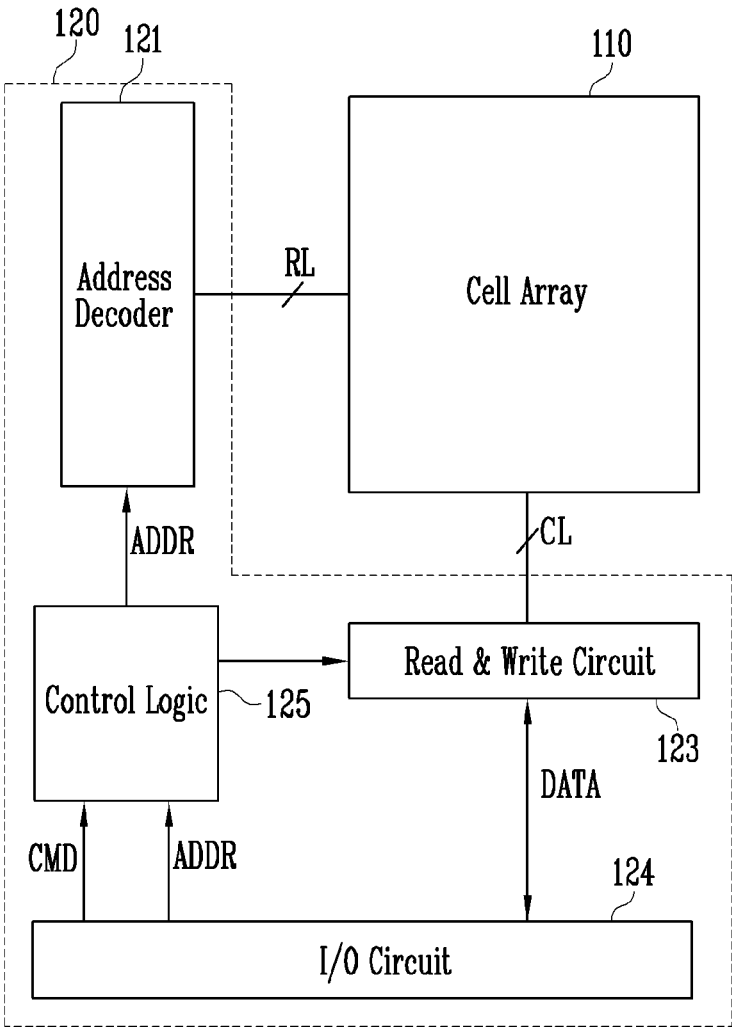 120
121
110
Address
Decoder
RL
Cell Array
ADDR
CL
Control Logic
125
Read & Write Circuit
123
CMD
ADDR
DATA
124
I/O Circuit